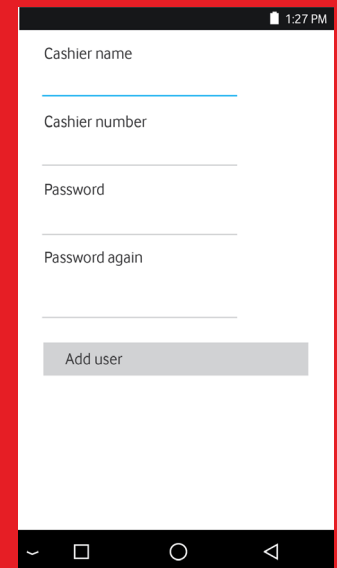 1:27 PM
Cashier name
Cashier number
Password
Password again
Add user